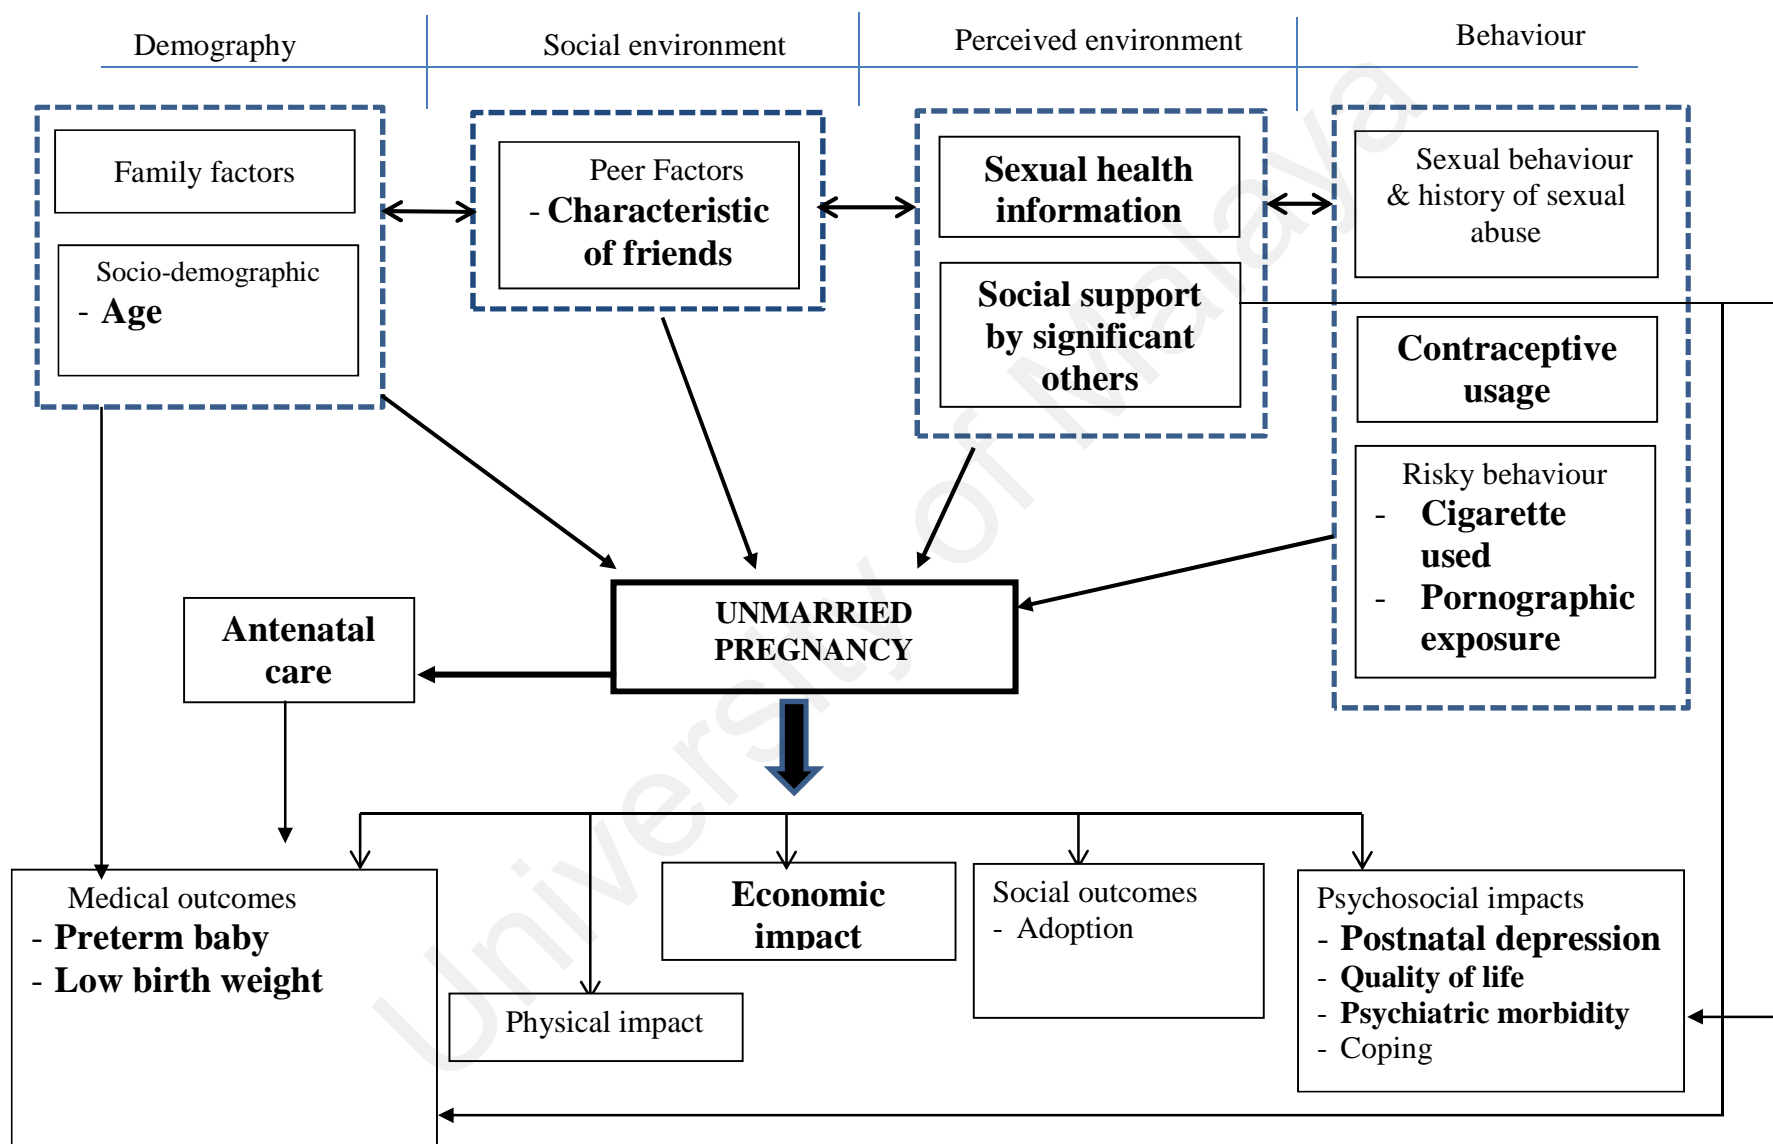 Demography
Social environment
Perceived environment
Behaviour
Family factors
Socio-demographic
- Age
Peer Factors
- Characteristic
of friends
Sexual health
information
Social support
by significant
others
Sexual behaviour
& history of sexual
abuse
Contraceptive
usage
Risky behaviour
- Cigarette
used
- Pornographic
exposure
UNMARRIED
PREGNANCY
Antenatal
care
Medical outcomes
- Preterm baby
- Low birth weight
Physical impact
Economic
impact
Social outcomes
- Adoption
Psychosocial impacts
- Postnatal depression
- Quality of life
- Psychiatric morbidity
- Coping
University of Malaya